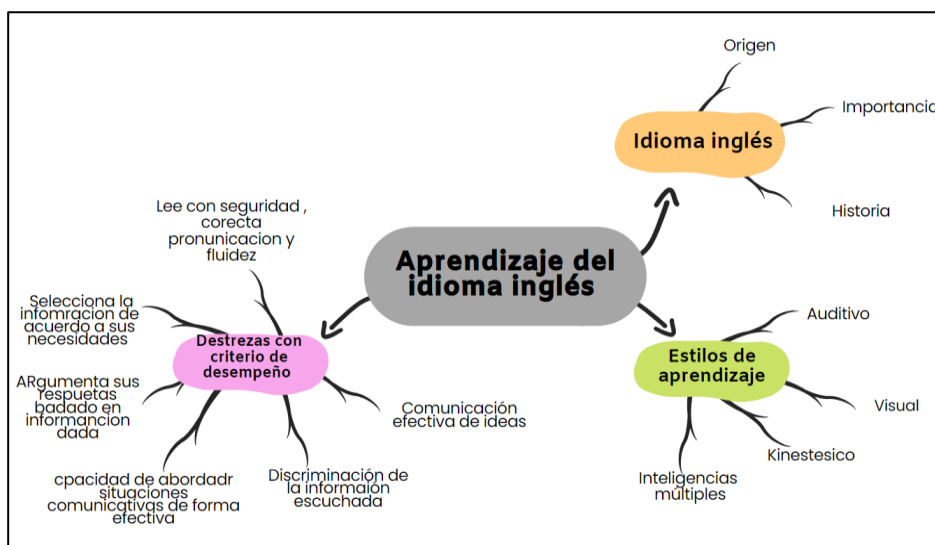 Origen
Importancia
Idioma inglés
Historia
Lee con seguridad ,
corecta
pronunicacion y
fluidez
Aprendizaje del
idioma inglés
Selecciona la
infomracion de
acuerdo a sus
necesidades
Destrezas con
criterio de
desempeño
ARgumenta sus
respuetas
badado en
informancion
dada
Comunicación
efectiva de ideas
cpacidad de abordadr
situaciones
comunicativas de forma
efectiva
Discriminación de
la informaión
escuchada
Auditivo
Estilos de
aprendizaje
Visual
Kinestesico
Inteligencias
múltiples